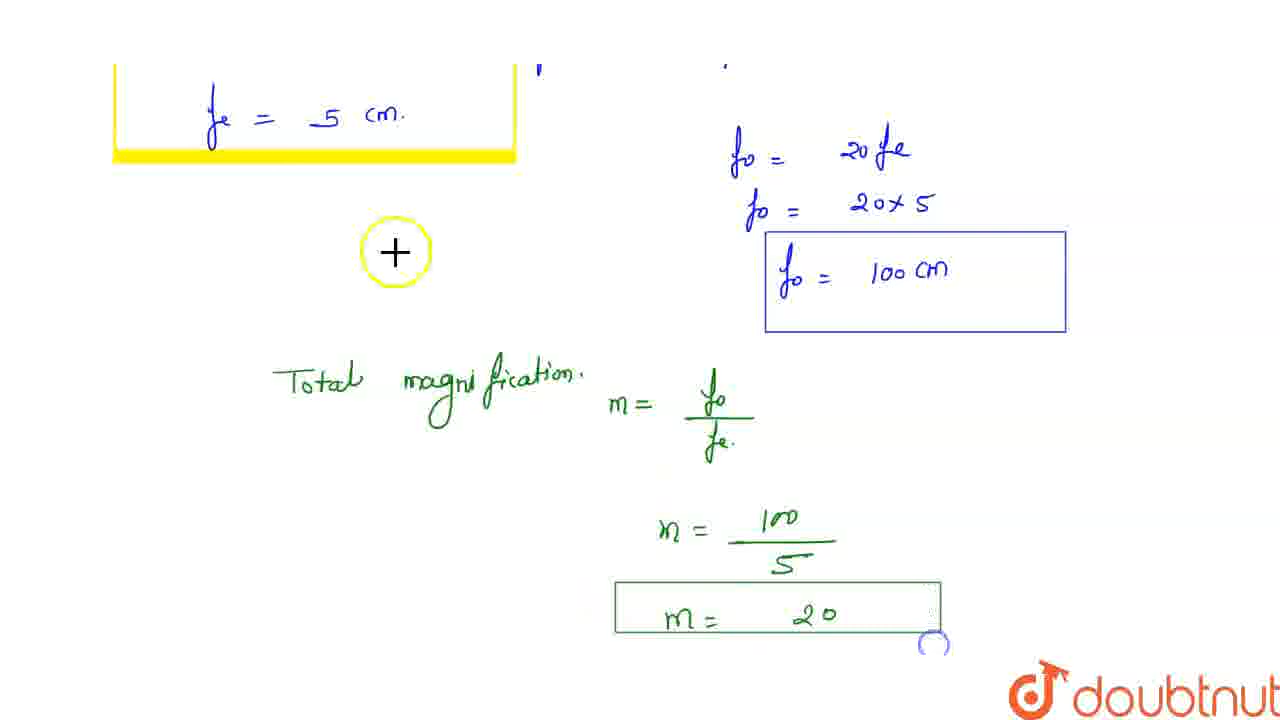 fe = 5 cm.
fo = 20 fe
fo = 20 × 5
fo = 100 cm
Total magnification. m = fo / fe.
m = 100 / 5
m = 20
doubtnut